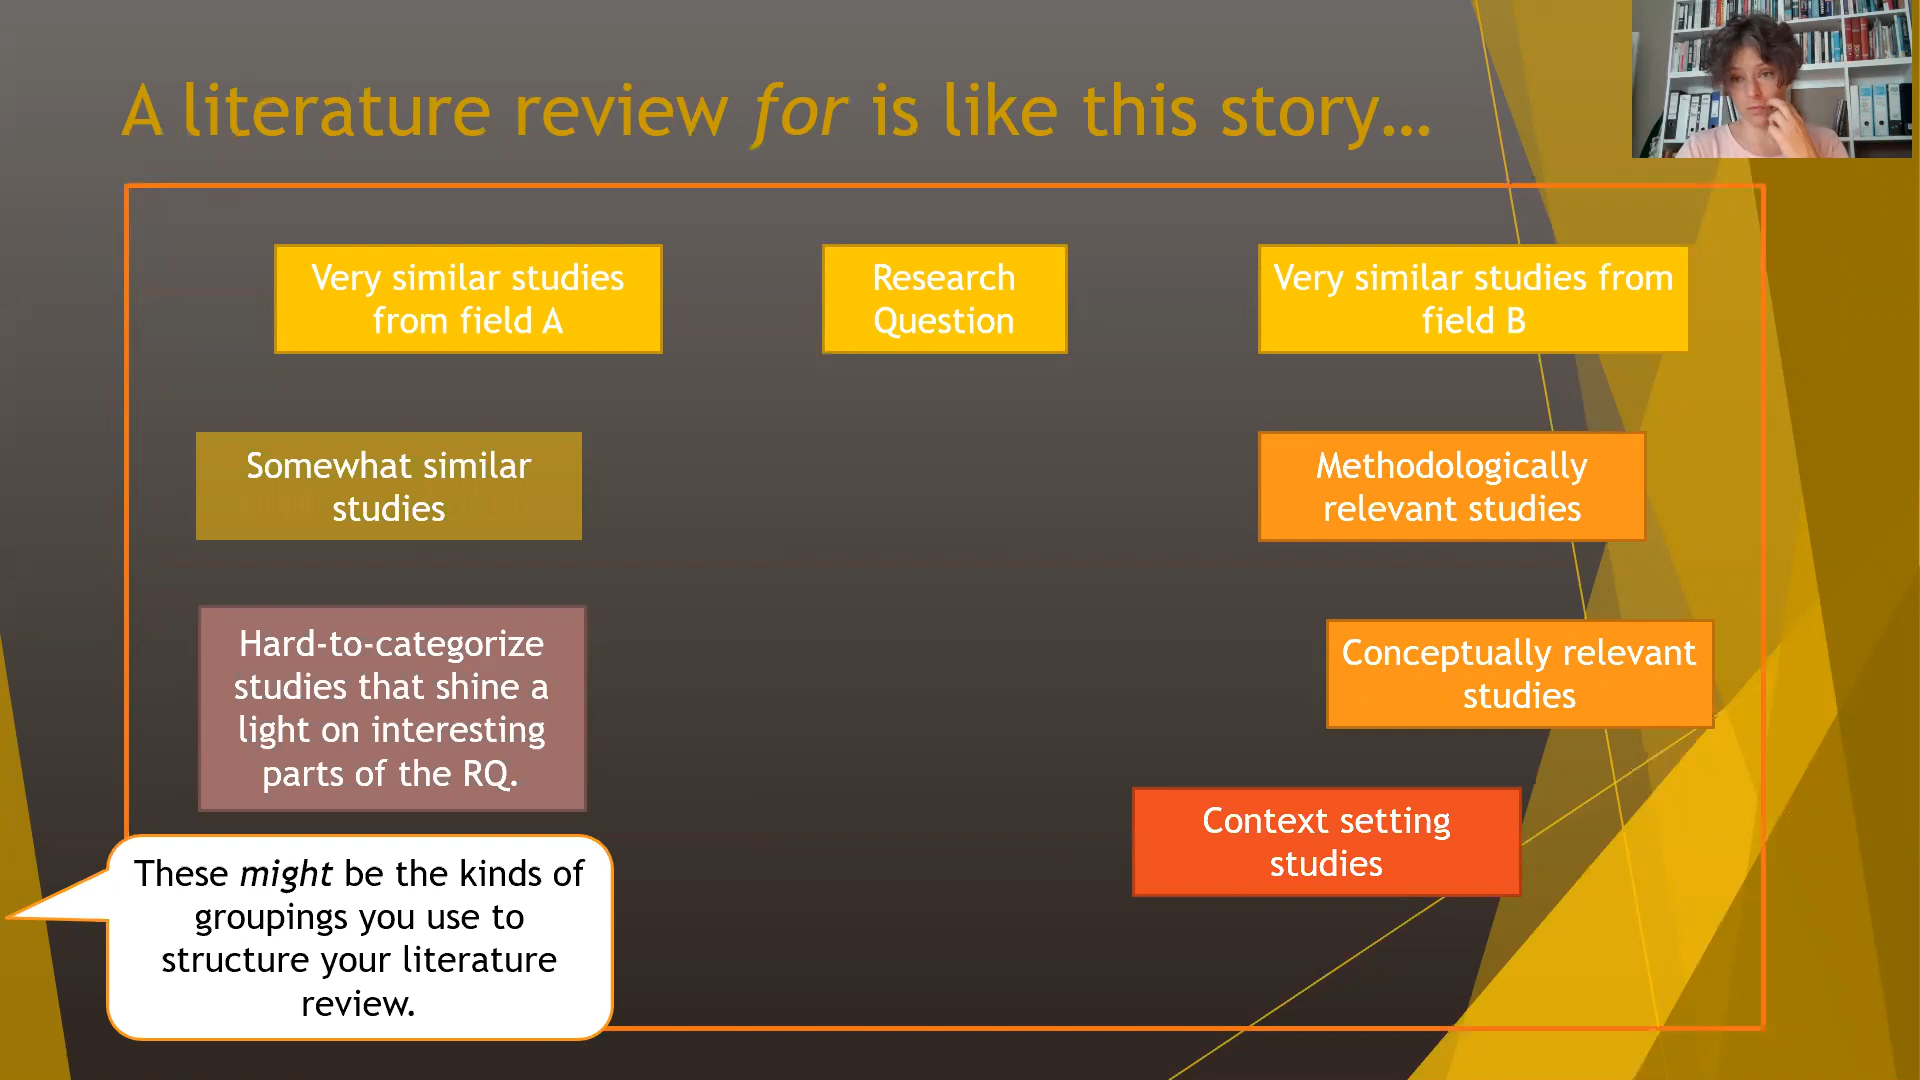 A literature review for is like this story...
Very similar studies
from field A
Research
Question
Very similar studies from
field B
Somewhat similar
studies
Methodologically
relevant studies
Hard-to-categorize
studies that shine a
light on interesting
parts of the RQ.
Conceptually relevant
studies
Context setting
studies
These might be the kinds of
groupings you use to
structure your literature
review.